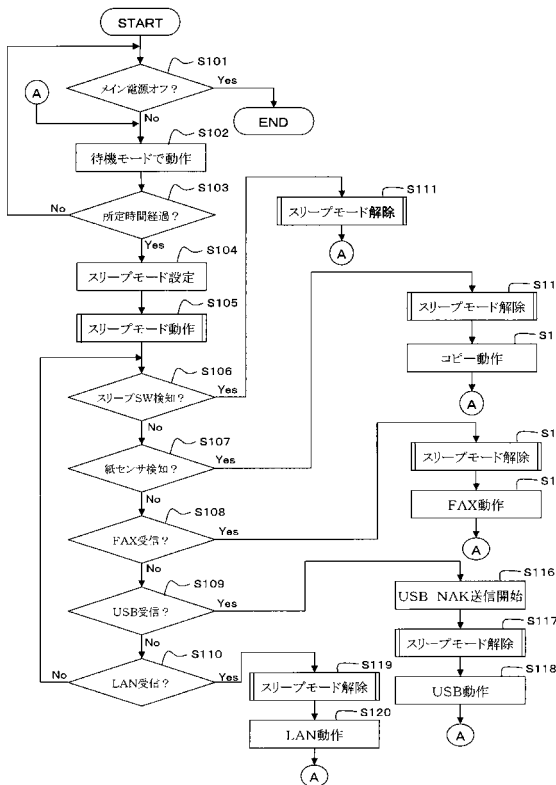 START
S101
メイン電源オフ？
Yes
No
A
END
S102
待機モードで動作
S103
所定時間経過？
No
Yes
S104
スリープモード設定
S105
スリープモード動作
S106
スリープSW検知？
Yes
No
S111
スリープモード解除
A
S107
紙センサ検知？
Yes
No
S11
スリープモード解除
S1
コピー動作
A
S108
FAX受信？
Yes
No
S1
スリープモード解除
S1
FAX動作
A
S109
USB受信？
Yes
No
S116
USB NAK送信開始
S117
スリープモード解除
S118
USB動作
A
S110
LAN受信？
No
Yes
S119
スリープモード解除
S120
LAN動作
A